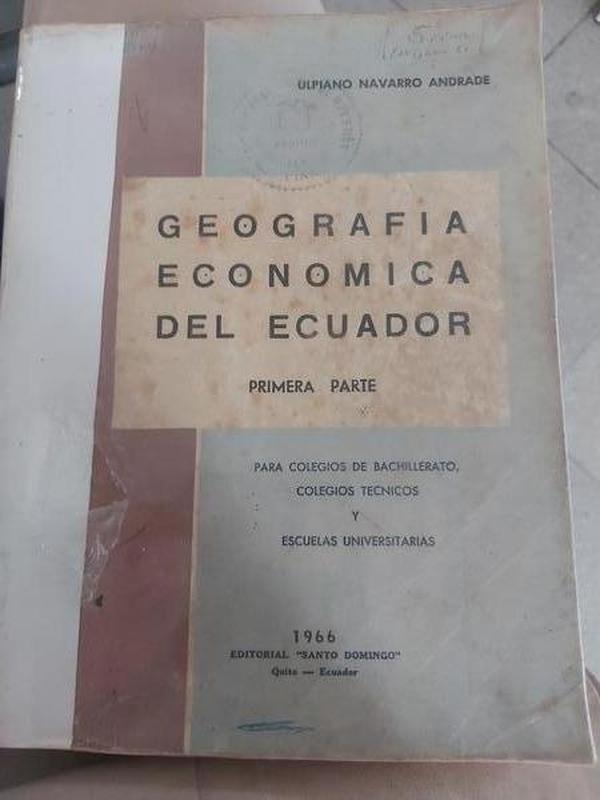 ULPIANO NAVARRO ANDRADE
GEOGRAFIA
ECONOMICA
DEL ECUADOR
PRIMERA PARTE
PARA COLEGIOS DE BACHILLERATO,
COLEGIOS TECNICOS
Y
ESCUELAS UNIVERSITARIAS
1966
EDITORIAL "SANTO DOMINGO"
Quito — Ecuador